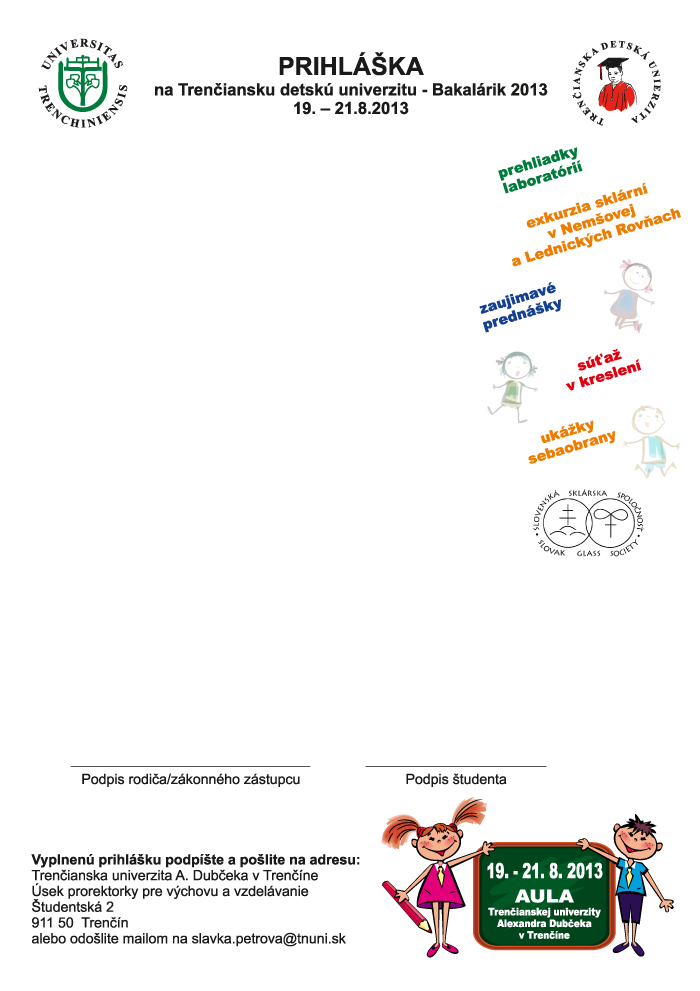 UNIVERSITAS TRENCHINIENSIS
PRIHLÁŠKA
na Trenčiansku detskú univerzitu - Bakalárik 2013
19. – 21.8.2013
TRENČIANSKA DETSKÁ UNIERZITA
prehliadky
laboratórií
exkurzia sklární
v Nemšovej
a Lednických Rovňach
zaujimavé
prednášky
súťaž
v kreslení
ukážky
sebaobrany
SLOVENSKÁ SKLÁRSKA SPOLOČNOSŤ
SLOVAK GLASS SOCIETY
Podpis rodiča/zákonného zástupcu
Podpis študenta
Vyplnenú prihlášku podpíšte a pošlite na adresu:
Trenčianska univerzita A. Dubčeka v Trenčíne
Úsek prorektorky pre výchovu a vzdelávanie
Študentská 2
911 50 Trenčín
alebo odošlite mailom na slavka.petrova@tnuni.sk
19. - 21. 8. 2013
AULA
Trenčianskej univerzity
Alexandra Dubčeka
v Trenčíne